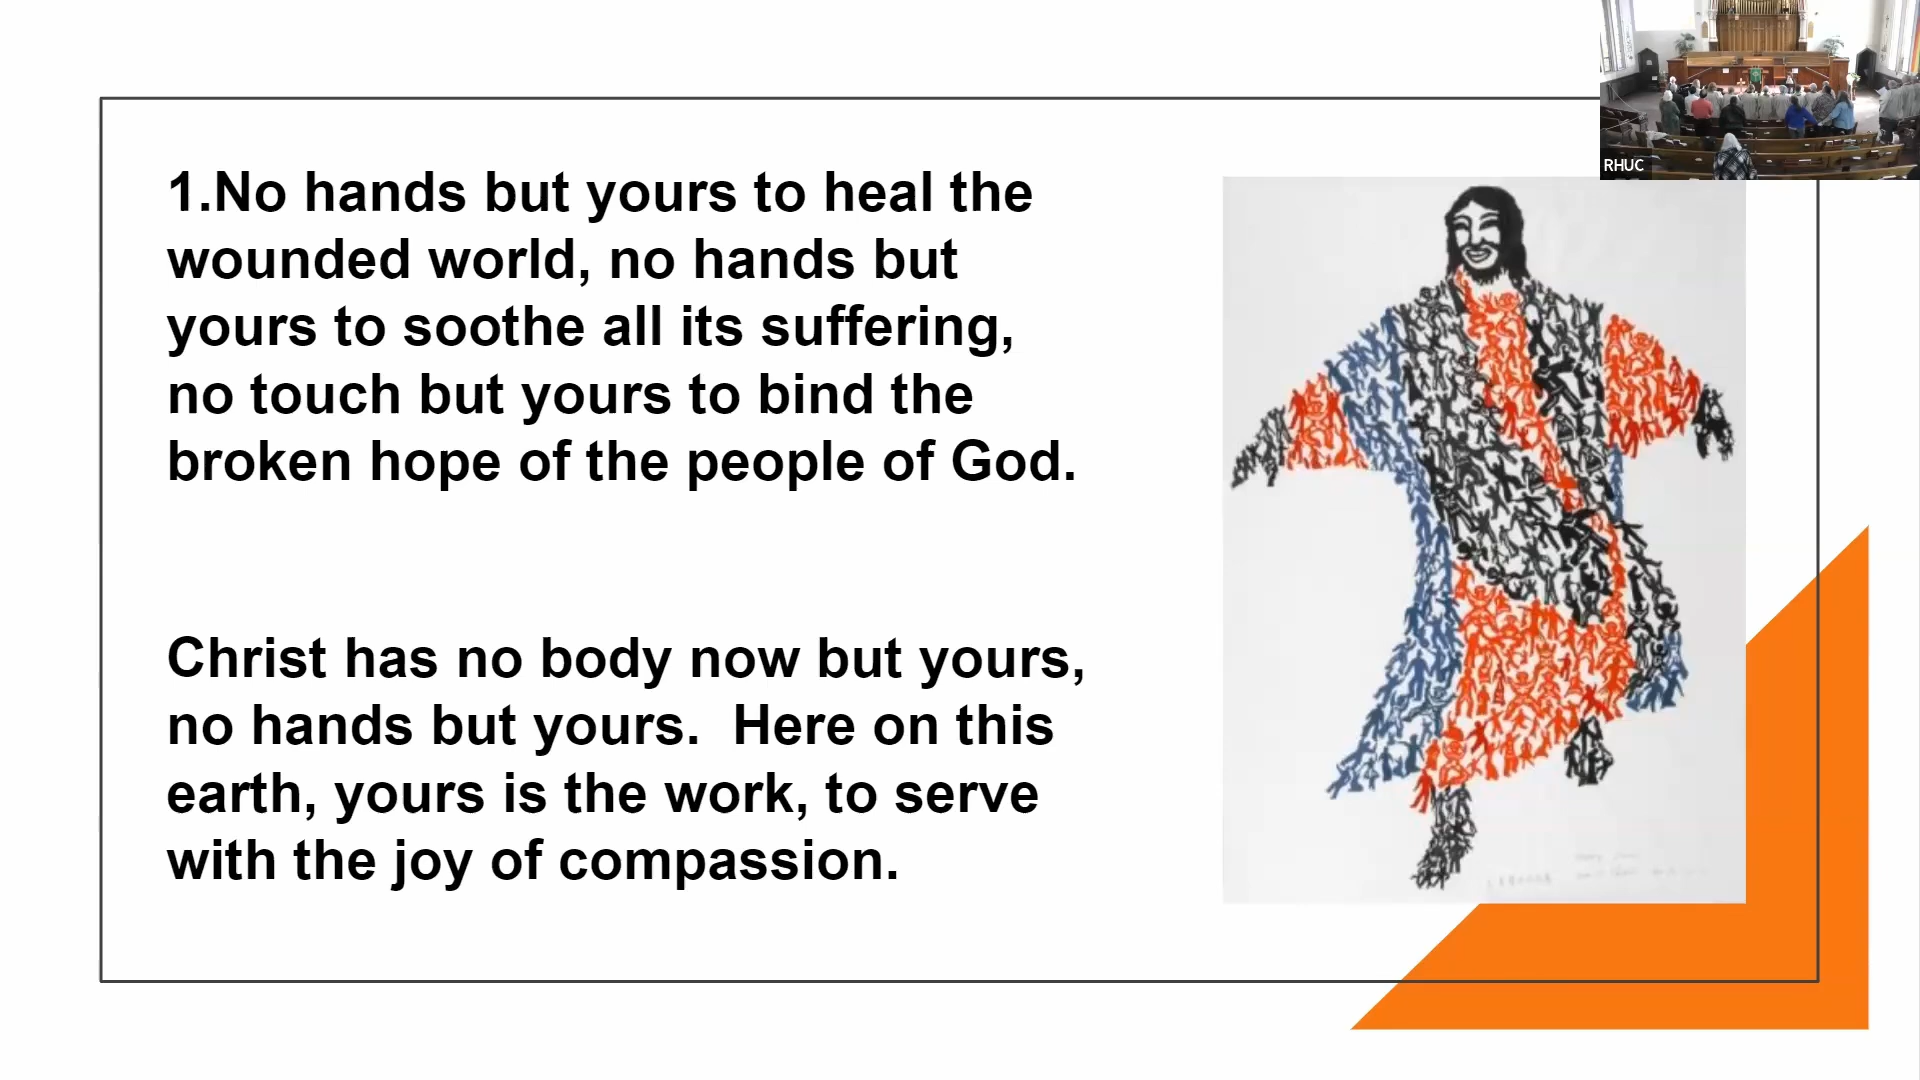 RHUC
1.No hands but yours to heal the
wounded world, no hands but
yours to soothe all its suffering,
no touch but yours to bind the
broken hope of the people of God.
Christ has no body now but yours,
no hands but yours.  Here on this
earth, yours is the work, to serve
with the joy of compassion.